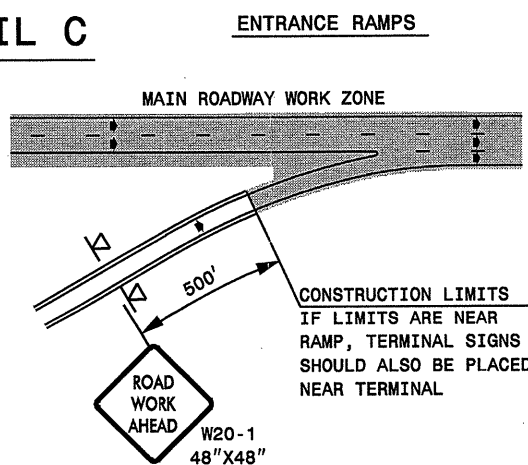 IL C
ENTRANCE RAMPS
MAIN ROADWAY WORK ZONE
500'
CONSTRUCTION LIMITS
IF LIMITS ARE NEAR
RAMP, TERMINAL SIGNS
SHOULD ALSO BE PLACED
NEAR TERMINAL
ROAD
WORK
AHEAD
W20-1
48"X48"